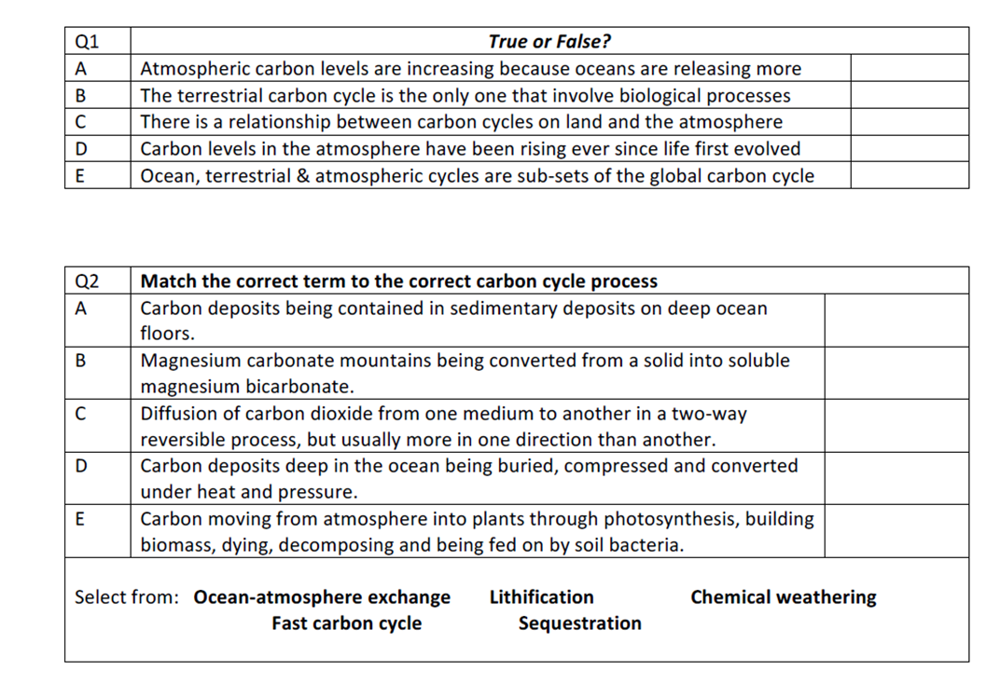 Q1 True or False?
A Atmospheric carbon levels are increasing because oceans are releasing more
B The terrestrial carbon cycle is the only one that involve biological processes
C There is a relationship between carbon cycles on land and the atmosphere
D Carbon levels in the atmosphere have been rising ever since life first evolved
E Ocean, terrestrial & atmospheric cycles are sub-sets of the global carbon cycle
Q2 Match the correct term to the correct carbon cycle process
A Carbon deposits being contained in sedimentary deposits on deep ocean
floors.
B Magnesium carbonate mountains being converted from a solid into soluble
magnesium bicarbonate.
C Diffusion of carbon dioxide from one medium to another in a two-way
reversible process, but usually more in one direction than another.
D Carbon deposits deep in the ocean being buried, compressed and converted
under heat and pressure.
E Carbon moving from atmosphere into plants through photosynthesis, building
biomass, dying, decomposing and being fed on by soil bacteria.
Select from: Ocean-atmosphere exchange Lithification Chemical weathering
Fast carbon cycle Sequestration